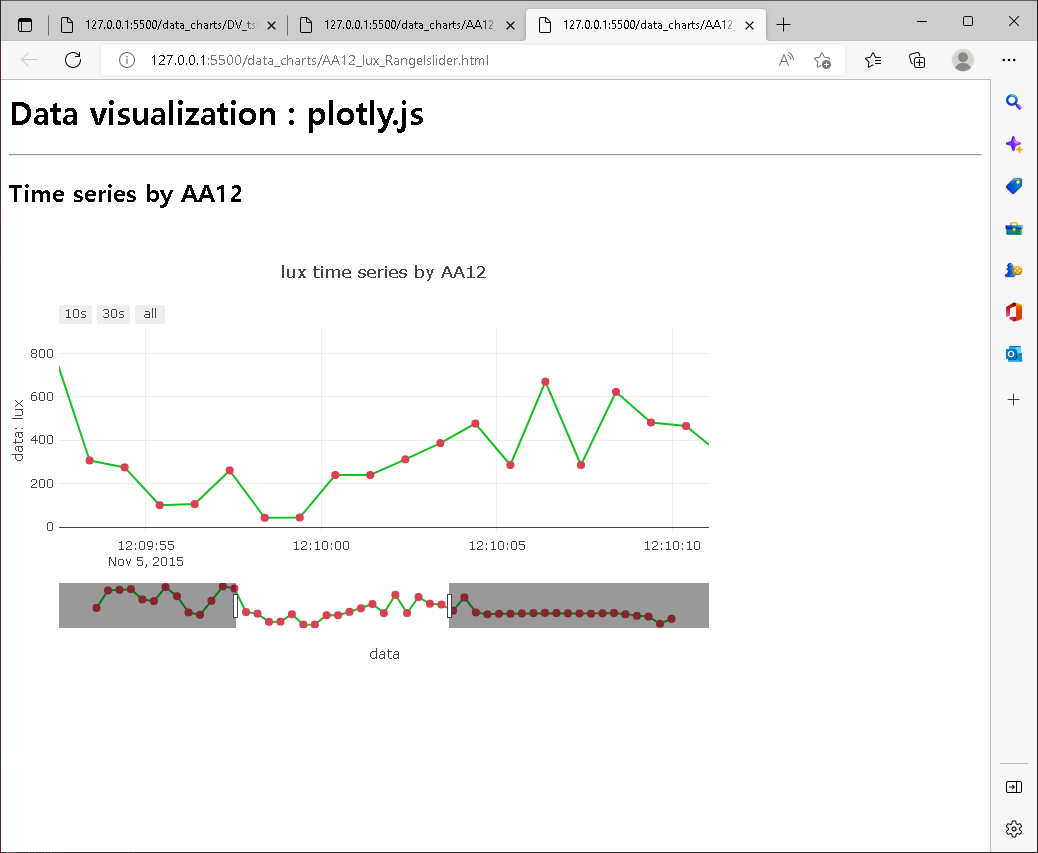 127.0.0.1:5500/data_charts/DV_ts
127.0.0.1:5500/data_charts/AA12_
127.0.0.1:5500/data_charts/AA12_
127.0.0.1:5500/data_charts/AA12_lux_Rangelslider.html
Data visualization : plotly.js
Time series by AA12
lux time series by AA12
10s 30s all
800
600
400
200
0
data: lux
12:09:55 12:10:00 12:10:05 12:10:10
Nov 5, 2015
data